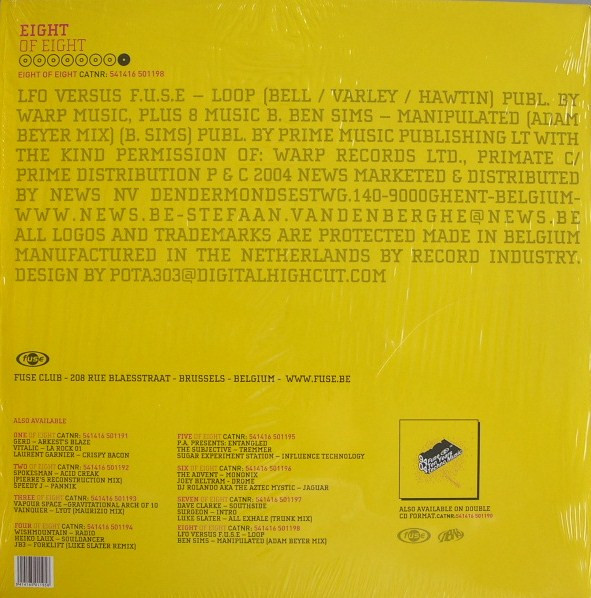 EIGHT
OF EIGHT
EIGHT OF EIGHT CATNR: 541416 501198
LFO VERSUS F.U.S.E – LOOP (BELL / VARLEY / HAWTIN) PUBL. BY
WARP MUSIC, PLUS 8 MUSIC B. BEN SIMS – MANIPULATED (ADAM
BEYER MIX) (B. SIMS) PUBL. BY PRIME MUSIC PUBLISHING LT WITH
THE KIND PERMISSION OF: WARP RECORDS LTD., PRIMATE C/
PRIME DISTRIBUTION P & C 2004 NEWS MARKETED & DISTRIBUTED
BY NEWS NV DENDERMONDSESTWG.140-9000GHENT-BELGIUM-
WWW.NEWS.BE-STEFAAN.VANDENBERGHE@NEWS.BE
ALL LOGOS AND TRADEMARKS ARE PROTECTED MADE IN BELGIUM
MANUFACTURED IN THE NETHERLANDS BY RECORD INDUSTRY.
DESIGN BY POTA303@DIGITALHIGHCUT.COM
fuse
FUSE CLUB – 208 RUE BLAESSTRAAT – BRUSSELS – BELGIUM – WWW.FUSE.BE
ALSO AVAILABLE
ONE OF EIGHT CATNR: 541416 501191
GERD – ARKEST'S BLAZE
VITALIC – LA ROCK 01
LAURENT GARNIER – CRISPY BACON
TWO OF EIGHT CATNR: 541416 501192
SPOKESMAN – ACID CREAK
(PIERRE'S RECONSTRUCTION MIX)
SPEEDY J – PANNIK
THREE OF EIGHT CATNR: 541416 501193
VAPOUR SPACE –GRAVITATIONAL ARCH OF 10
VAINQUEUR – LYOT (MAURIZIO MIX)
FOUR OF EIGHT CATNR: 541416 501194
WISHMOUNTAIN – RADIO
HEIKO LAUX – SOULDANCER
JB3 – FORKLIFT (LUKE SLATER REMIX)
FIVE OF EIGHT CATNR: 541416 501195
P.A. PRESENTS: ENTANGLED
THE SUBJECTIVE – TREMMER
SUGAR EXPERIMENT STATION – INFLUENCE TECHNOLOGY
SIX OF EIGHT CATNR: 541416 501196
THE ADVENT – MONONIX
JOEY BELTRAM – DROME
DJ ROLANDO AKA THE AZTEC MYSTIC – JAGUAR
SEVEN OF EIGHT CATNR: 541416 501197
DAVE CLARKE – SOUTHSIDE
SURGEON – INTRO
LUKE SLATER – ALL EXHALE (TRUNK MIX)
EIGHT OF EIGHT CATNR: 541416 501198
LFO VERSUS F.U.S.E – LOOP
BEN SIMS – MANIPULATED (ADAM BEYER MIX)
ALSO AVAILABLE ON DOUBLE
CD FORMAT.CATNR:541416 501190
fuse